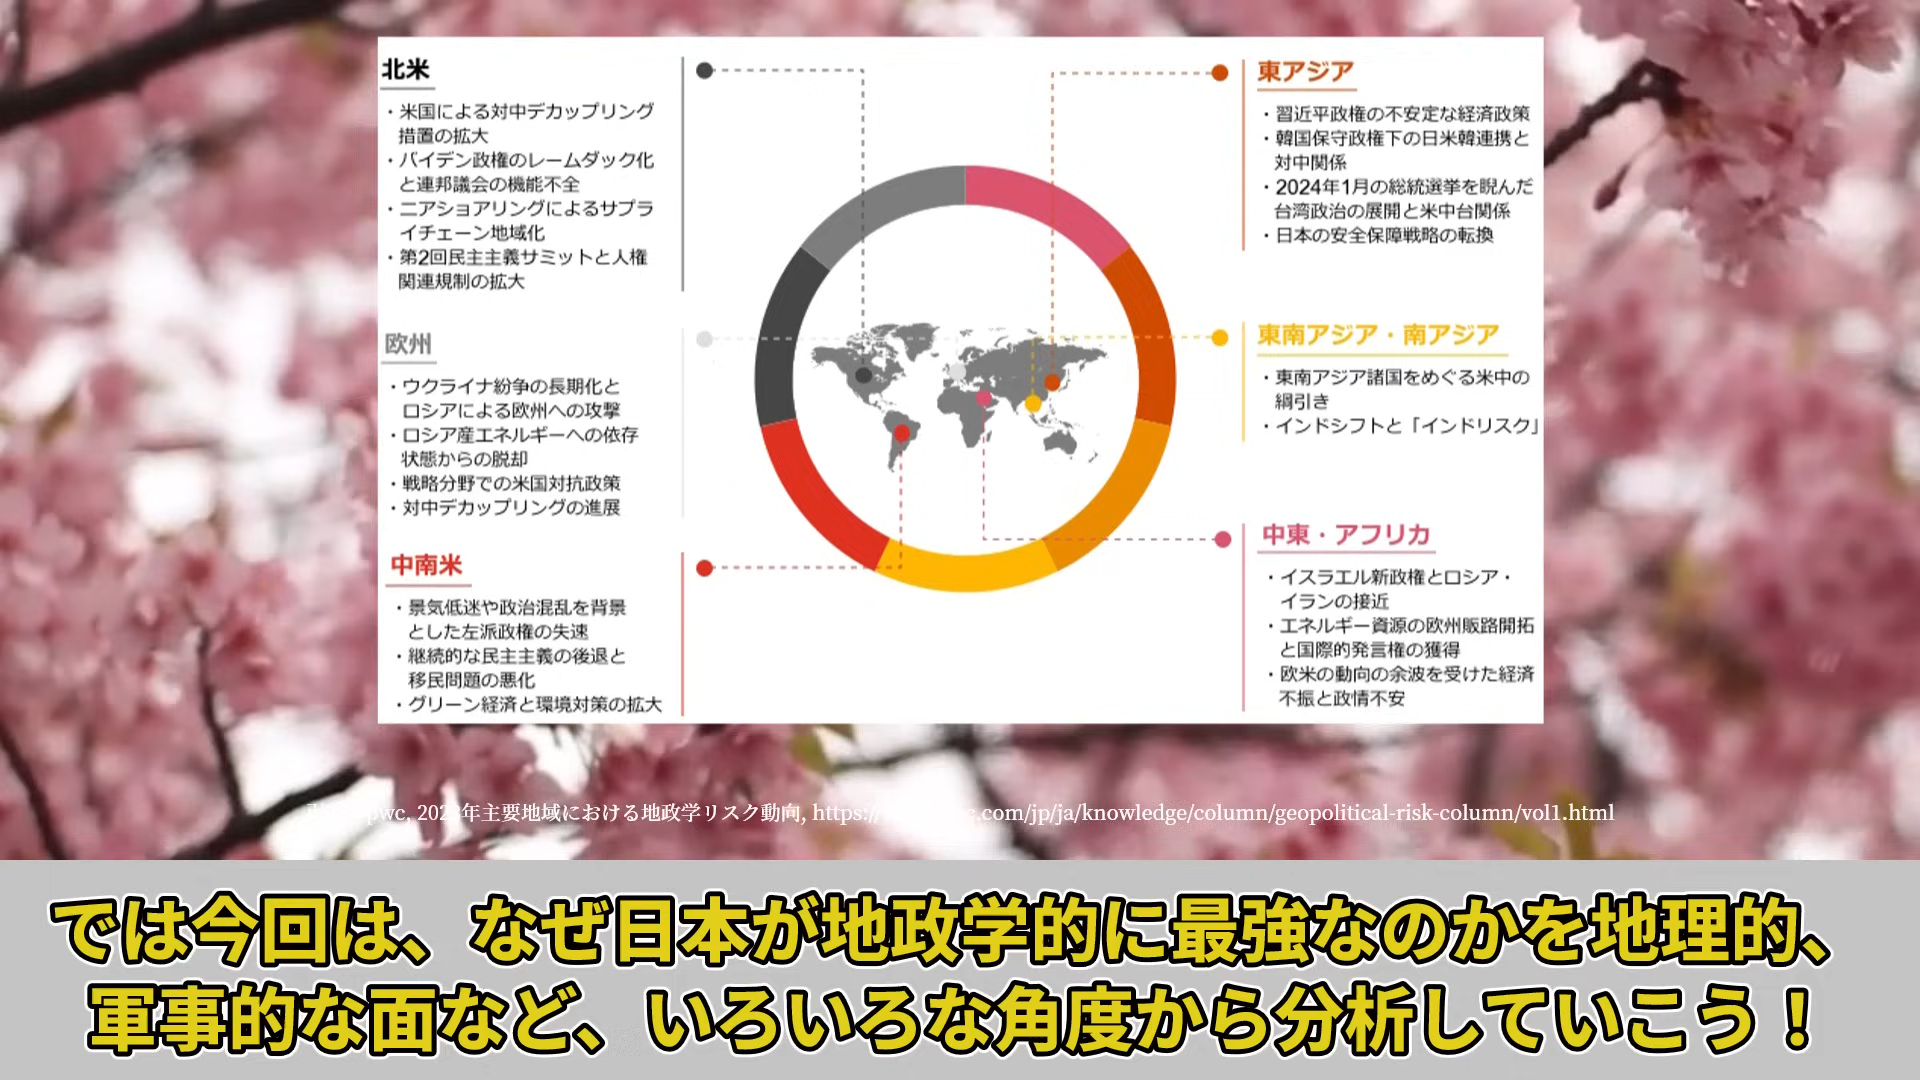 北米
・米国による対中デカップリング
措置の拡大
・バイデン政権のレームダック化
と連邦議会の機能不全
・ニアショアリングによるサプラ
イチェーン地域化
・第2回民主主義サミットと人権
関連規制の拡大
欧州
・ウクライナ紛争の長期化と
ロシアによる欧州への攻撃
・ロシア産エネルギーへの依存
状態からの脱却
・戦略分野での米国対抗政策
・対中デカップリングの進展
中南米
・景気低迷や政治混乱を背景
とした左派政権の失速
・継続的な民主主義の後退と
移民問題の悪化
・グリーン経済と環境対策の拡大
東アジア
・習近平政権の不安定な経済政策
・韓国保守政権下の日米韓連携と
対中関係
・2024年1月の総統選挙を睨んだ
台湾政治の展開と米中台関係
・日本の安全保障戦略の転換
東南アジア・南アジア
・東南アジア諸国をめぐる米中の
綱引き
・インドシフトと「インドリスク」
中東・アフリカ
・イスラエル新政権とロシア・
イランの接近
・エネルギー資源の欧州販路開拓
と国際的発言権の獲得
・欧米の動向の余波を受けた経済
不振と政情不安
pwc, 年主要地域における地政学リスク動向, https:/ .com/jp/ja/knowledge/column/geopolitical-risk-column/vol1.html
では今回は、なぜ日本が地政学的に最強なのかを地理的、
軍事的な面など、いろいろな角度から分析していこう！